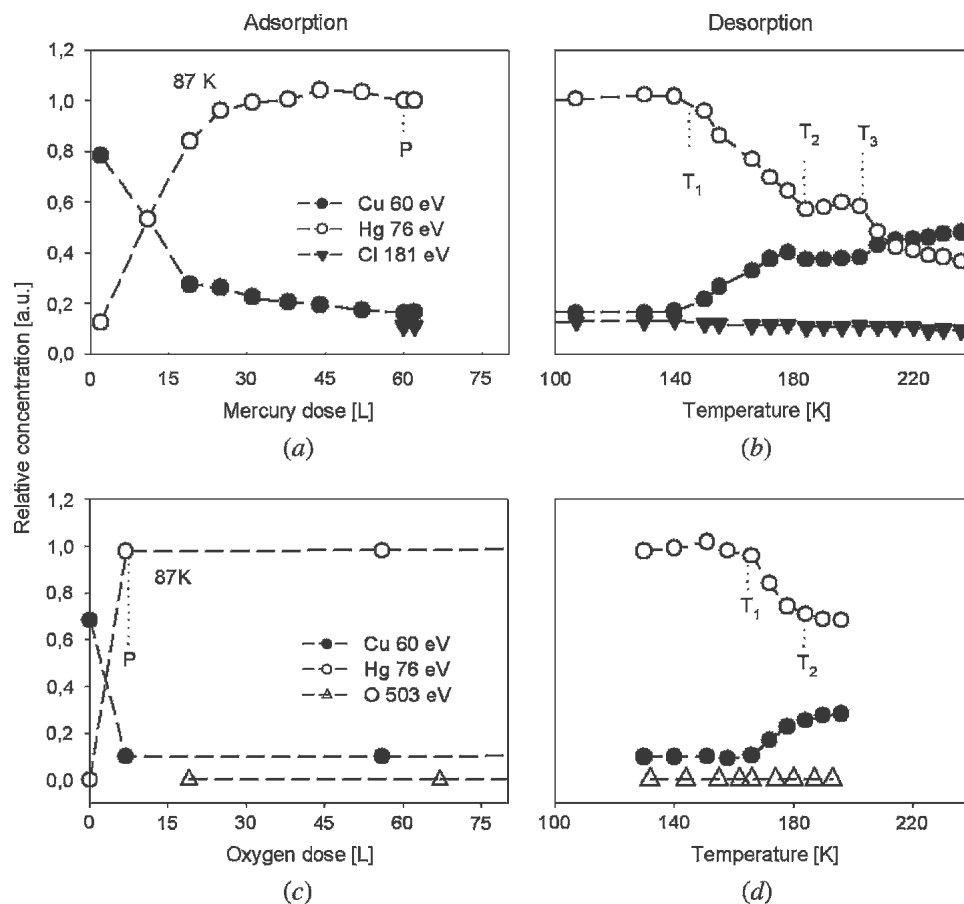 Adsorption
Desorption
Relative concentration [a.u.]
1,2
1,0
0,8
0,6
0,4
0,2
0,0
87 K
P
Cu 60 eV
Hg 76 eV
Cl 181 eV
0 15 30 45 60 75
Mercury dose [L]
(a)
T1
T2
T3
100 140 180 220
Temperature [K]
(b)
1,2
1,0
0,8
0,6
0,4
0,2
0,0
87K
P
Cu 60 eV
Hg 76 eV
O 503 eV
0 15 30 45 60 75
Oxygen dose [L]
(c)
T1
T2
100 140 180 220
Temperature [K]
(d)